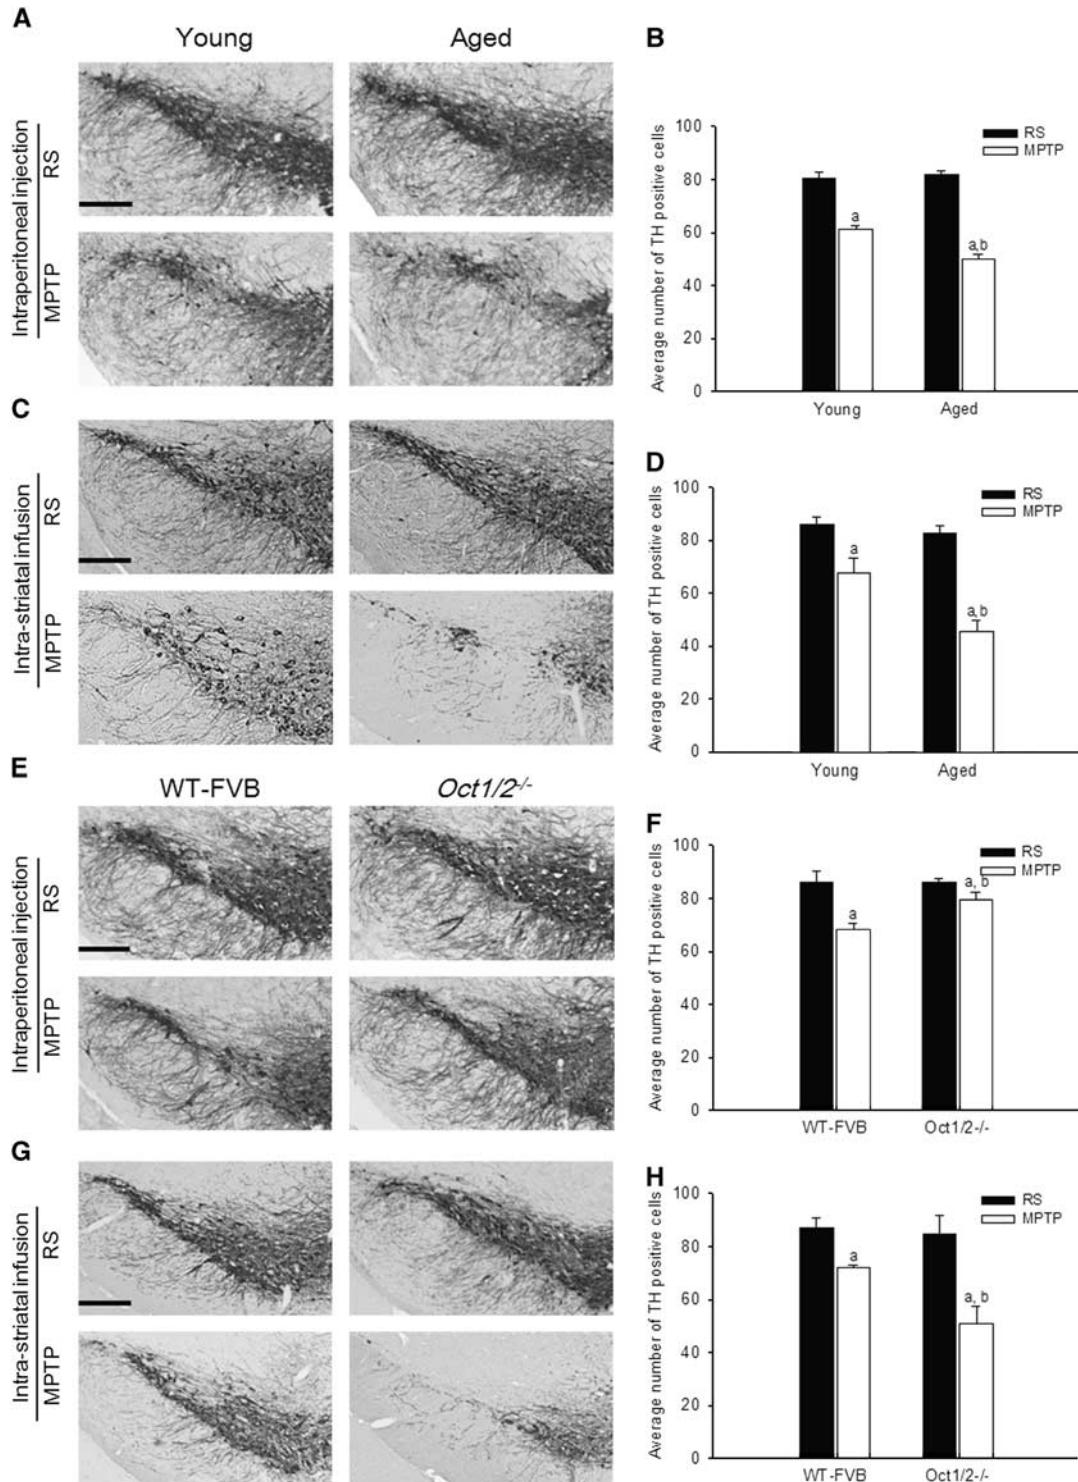 A
Young
Aged
Intraperitoneal injection
RS
MPTP
B
Average number of TH positive cells
100
80
60
40
20
0
RS
MPTP
a
a,b
Young
Aged
C
Intra-striatal infusion
RS
MPTP
D
Average number of TH positive cells
100
80
60
40
20
0
RS
MPTP
a
a,b
Young
Aged
E
WT-FVB
Oct1/2-/-
Intraperitoneal injection
RS
MPTP
F
Average number of TH positive cells
100
80
60
40
20
0
RS
MPTP
a
a, b
WT-FVB
Oct1/2-/-
G
Intra-striatal infusion
RS
MPTP
H
Average number of TH positive cells
100
80
60
40
20
0
RS
MPTP
a
a, b
WT-FVB
Oct1/2-/-